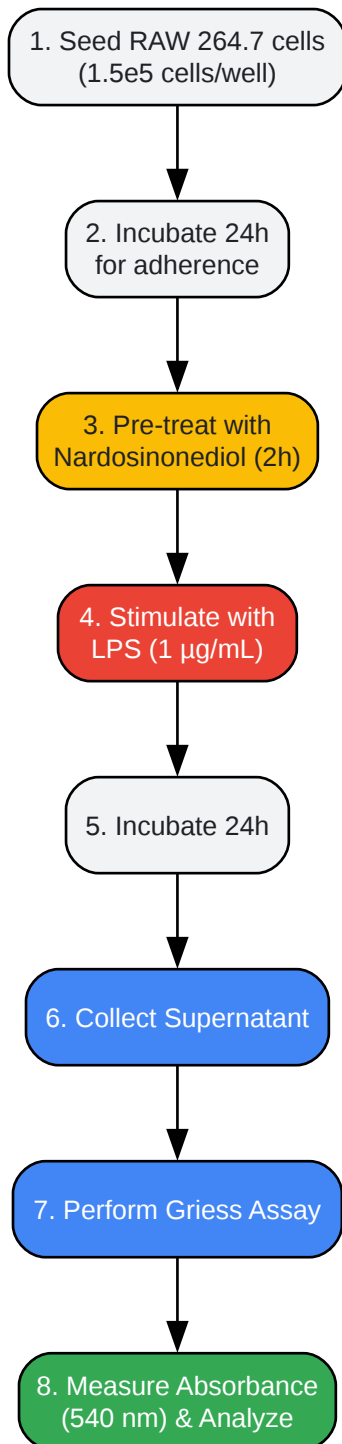 1. Seed RAW 264.7 cells
(1.5e5 cells/well)
2. Incubate 24h
for adherence
3. Pre-treat with
Nardosinonediol (2h)
4. Stimulate with
LPS (1 µg/mL)
5. Incubate 24h
6. Collect Supernatant
7. Perform Griess Assay
8. Measure Absorbance
(540 nm) & Analyze